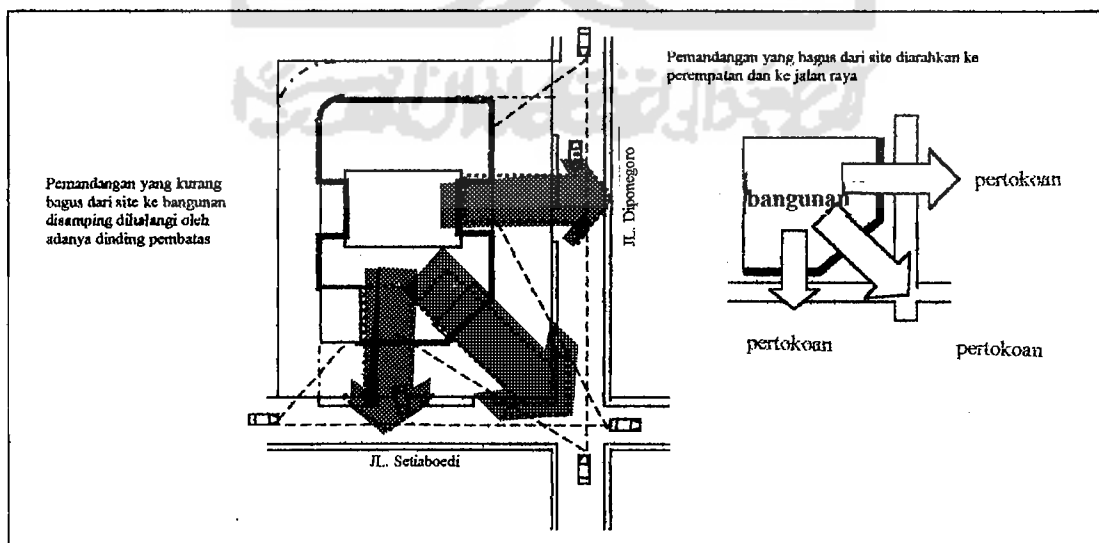 Pemandangan yang bagus dari site diarahkan ke
perempatan dan ke jalan raya
Pemandangan yang kurang
bagus dari site ke bangunan
disamping dihalangi oleh
adanya dinding pembatas
JL. Diponegoro
JL. Setiaboedi
bangunan
pertokoan
pertokoan
pertokoan